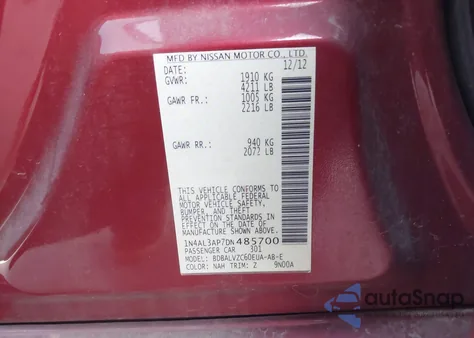 MFD BY NISSAN MOTOR CO., LTD.
DATE: 12/12
GVWR: 1910 KG
4211 LB
GAWR FR.: 1005 KG
2216 LB
GAWR RR.: 940 KG
2072 LB
THIS VEHICLE CONFORMS TO
ALL APPLICABLE FEDERAL
MOTOR VEHICLE SAFETY,
BUMPER, AND THEFT
PREVENTION STANDARDS IN
EFFECT ON THE DATE OF
MANUFACTURE SHOWN ABOVE.
1N4AL3AP7DN485700
PASSENGER CAR 301
MODEL: BDBALVZC60EUA-AB-E
COLOR: NAH TRIM: Z 9N00A
autoSnap